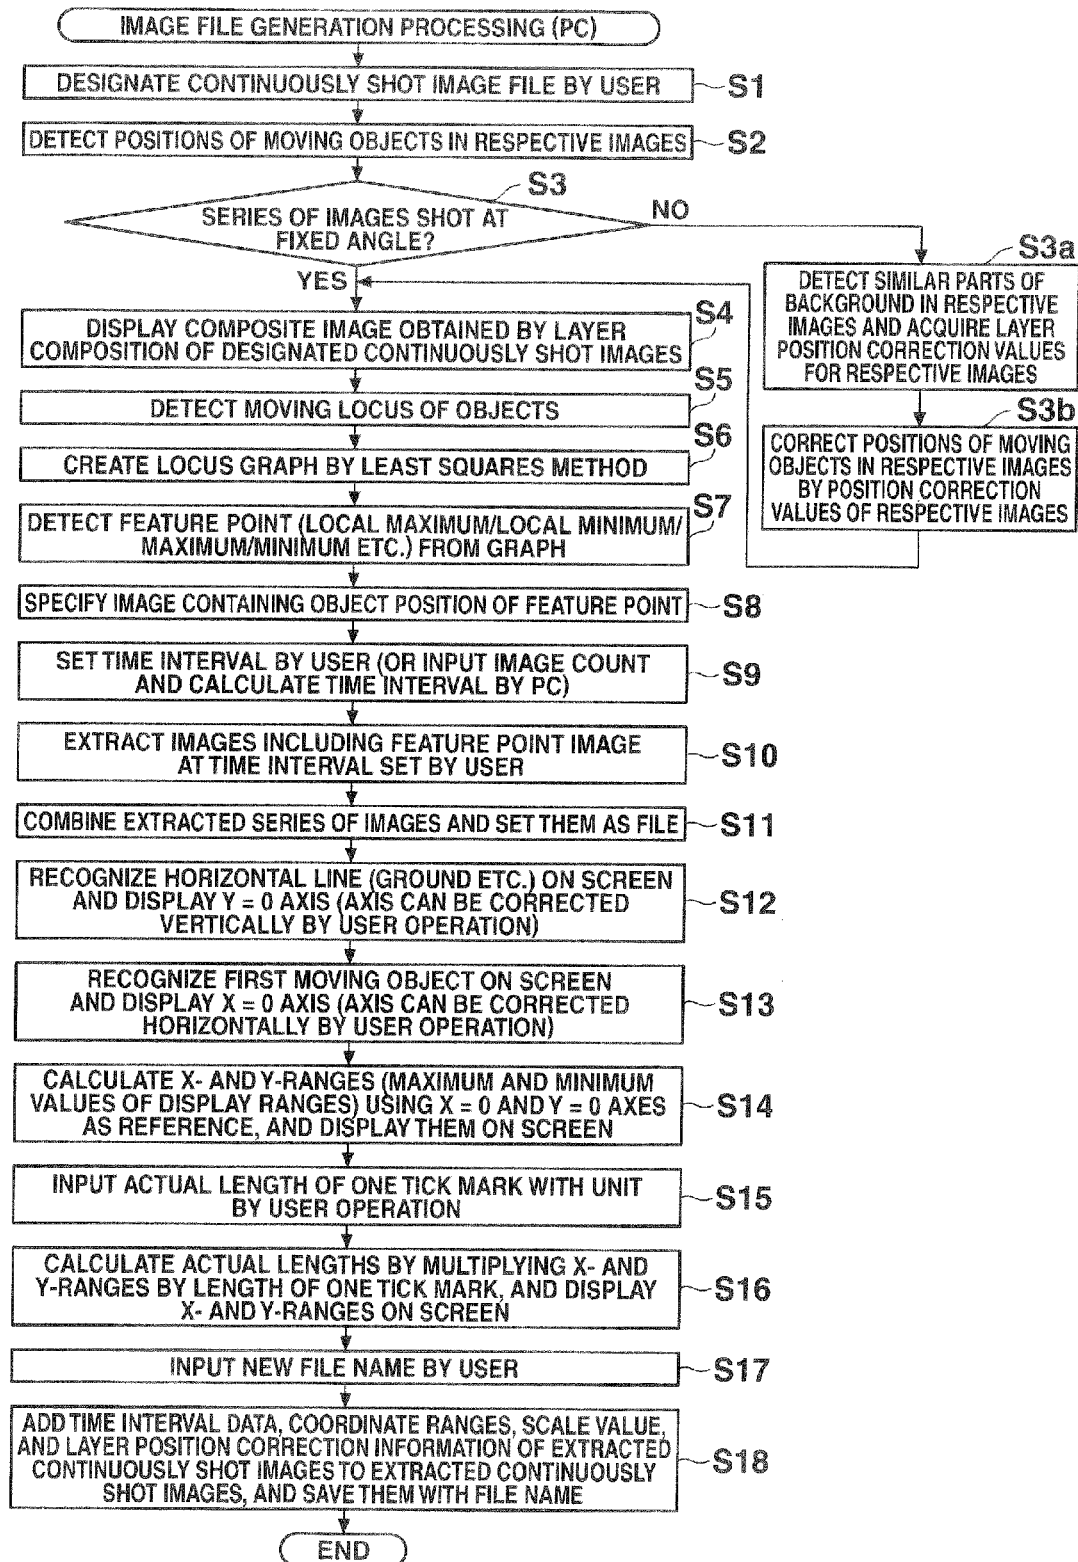 IMAGE FILE GENERATION PROCESSING (PC)
DESIGNATE CONTINUOUSLY SHOT IMAGE FILE BY USER
S1
DETECT POSITIONS OF MOVING OBJECTS IN RESPECTIVE IMAGES
S2
S3
SERIES OF IMAGES SHOT AT
FIXED ANGLE?
NO
YES
S3a
DETECT SIMILAR PARTS OF
BACKGROUND IN RESPECTIVE
IMAGES AND ACQUIRE LAYER
POSITION CORRECTION VALUES
FOR RESPECTIVE IMAGES
S3b
CORRECT POSITIONS OF MOVING
OBJECTS IN RESPECTIVE IMAGES
BY POSITION CORRECTION
VALUES OF RESPECTIVE IMAGES
S4
DISPLAY COMPOSITE IMAGE OBTAINED BY LAYER
COMPOSITION OF DESIGNATED CONTINUOUSLY SHOT IMAGES
S5
DETECT MOVING LOCUS OF OBJECTS
S6
CREATE LOCUS GRAPH BY LEAST SQUARES METHOD
S7
DETECT FEATURE POINT (LOCAL MAXIMUM/LOCAL MINIMUM/
MAXIMUM/MINIMUM ETC.) FROM GRAPH
SPECIFY IMAGE CONTAINING OBJECT POSITION OF FEATURE POINT
S8
SET TIME INTERVAL BY USER (OR INPUT IMAGE COUNT
AND CALCULATE TIME INTERVAL BY PC)
S9
EXTRACT IMAGES INCLUDING FEATURE POINT IMAGE
AT TIME INTERVAL SET BY USER
S10
COMBINE EXTRACTED SERIES OF IMAGES AND SET THEM AS FILE
S11
RECOGNIZE HORIZONTAL LINE (GROUND ETC.) ON SCREEN
AND DISPLAY Y = 0 AXIS (AXIS CAN BE CORRECTED
VERTICALLY BY USER OPERATION)
S12
RECOGNIZE FIRST MOVING OBJECT ON SCREEN
AND DISPLAY X = 0 AXIS (AXIS CAN BE CORRECTED
HORIZONTALLY BY USER OPERATION)
S13
CALCULATE X- AND Y-RANGES (MAXIMUM AND MINIMUM
VALUES OF DISPLAY RANGES) USING X = 0 AND Y = 0 AXES
AS REFERENCE, AND DISPLAY THEM ON SCREEN
S14
INPUT ACTUAL LENGTH OF ONE TICK MARK WITH UNIT
BY USER OPERATION
S15
CALCULATE ACTUAL LENGTHS BY MULTIPLYING X- AND
Y-RANGES BY LENGTH OF ONE TICK MARK, AND DISPLAY
X- AND Y-RANGES ON SCREEN
S16
INPUT NEW FILE NAME BY USER
S17
ADD TIME INTERVAL DATA, COORDINATE RANGES, SCALE VALUE,
AND LAYER POSITION CORRECTION INFORMATION OF EXTRACTED
CONTINUOUSLY SHOT IMAGES TO EXTRACTED CONTINUOUSLY
SHOT IMAGES, AND SAVE THEM WITH FILE NAME
S18
END